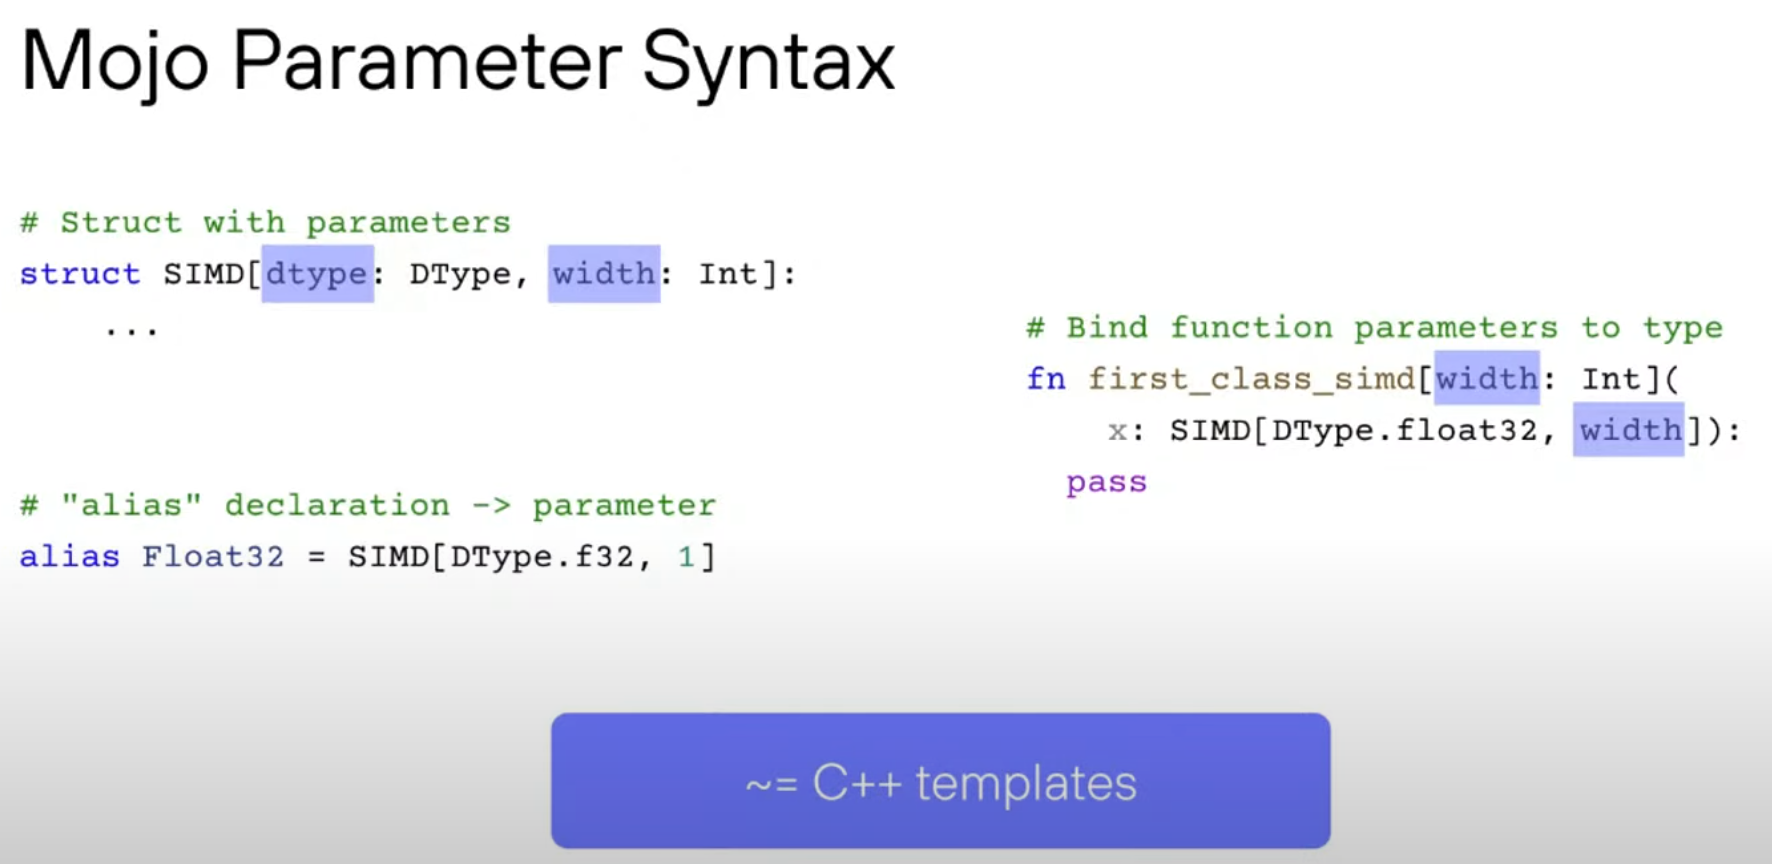 Mojo Parameter Syntax
# Struct with parameters
struct SIMD[dtype: DType, width: Int]:
...
# "alias" declaration -> parameter
alias Float32 = SIMD[DType.f32, 1]
# Bind function parameters to type
fn first_class_simd[width: Int](
x: SIMD[DType.float32, width]):
pass
~= C++ templates